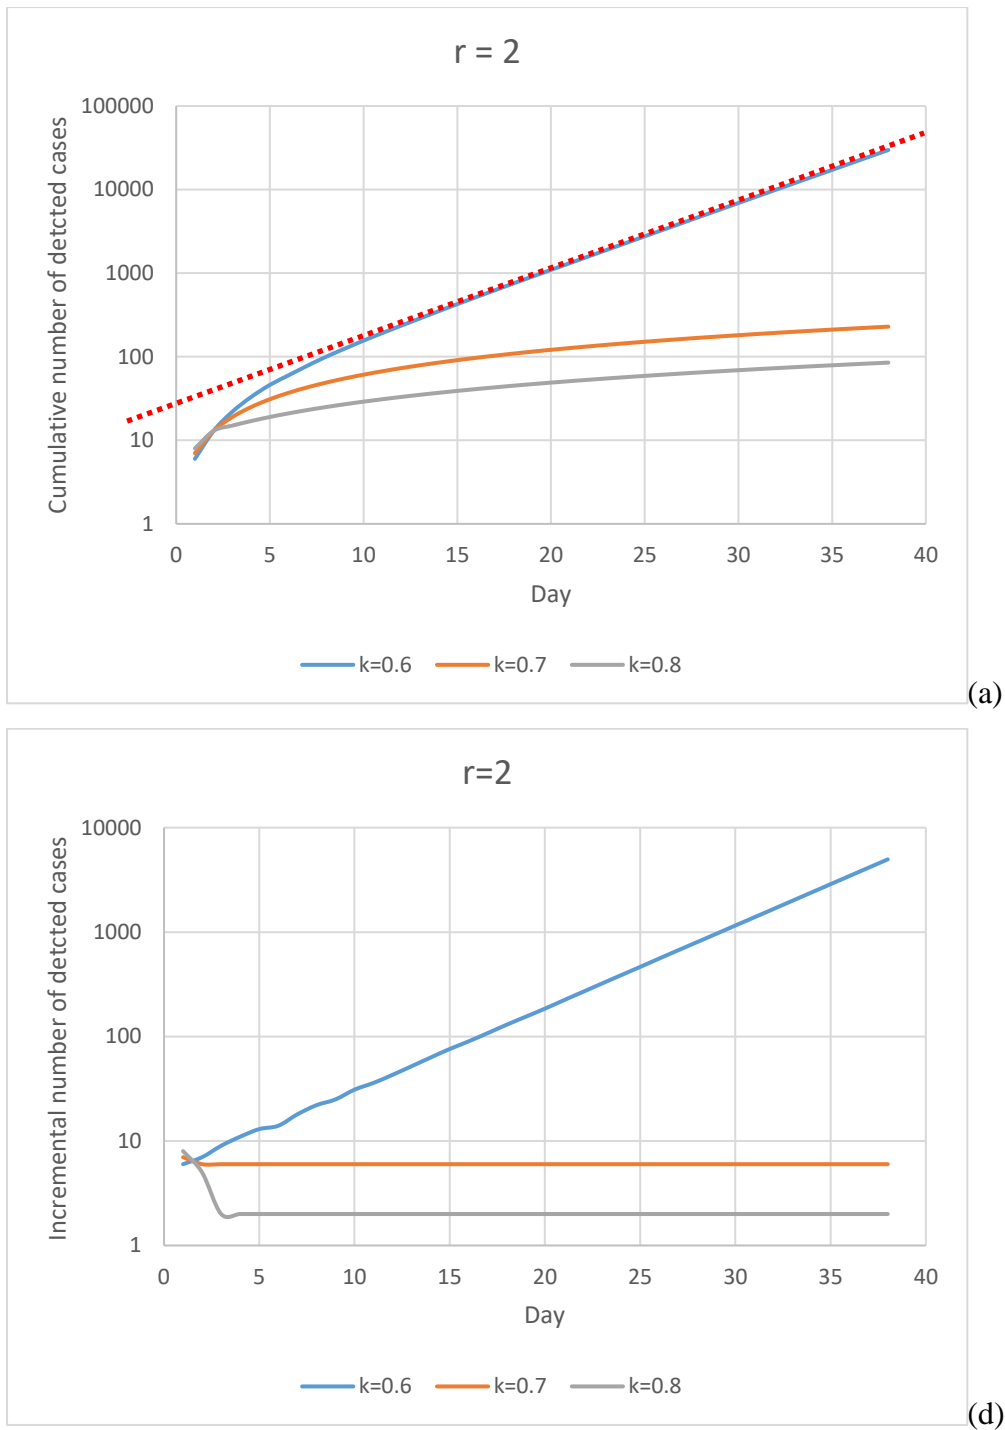 r = 2
Cumulative number of detcted cases
100000
10000
1000
100
10
1
0 5 10 15 20 25 30 35 40
Day
k=0.6 k=0.7 k=0.8
(a)
r=2
Incremental number of detcted cases
10000
1000
100
10
1
0 5 10 15 20 25 30 35 40
Day
k=0.6 k=0.7 k=0.8
(d)